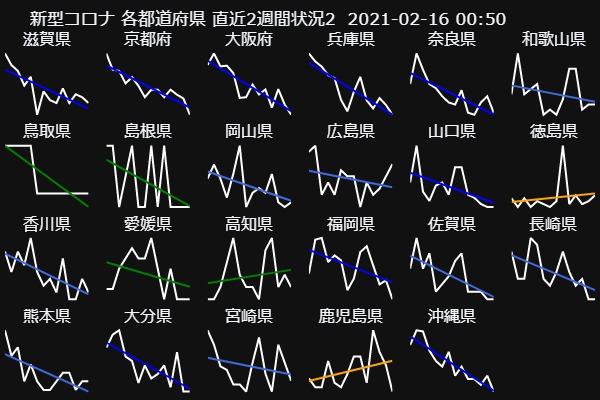 新型コロナ 各都道府県 直近2週間状況2 2021-02-16 00:50
滋賀県 京都府 大阪府 兵庫県 奈良県 和歌山県
鳥取県 島根県 岡山県 広島県 山口県 徳島県
香川県 愛媛県 高知県 福岡県 佐賀県 長崎県
熊本県 大分県 宮崎県 鹿児島県 沖縄県